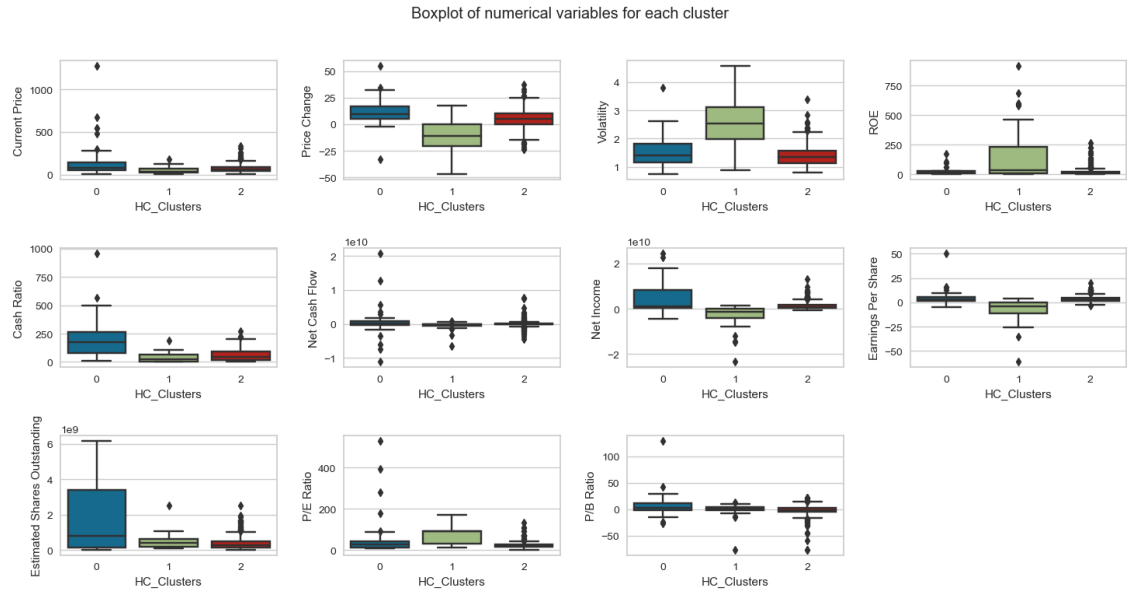 Boxplot of numerical variables for each cluster
Current Price
1000
500
0
0 1 2
HC_Clusters
Price Change
50
25
0
−25
−50
0 1 2
HC_Clusters
Volatility
4
3
2
1
0 1 2
HC_Clusters
ROE
750
500
250
0
0 1 2
HC_Clusters
Cash Ratio
1000
750
500
250
0
0 1 2
HC_Clusters
1e10
Net Cash Flow
2
1
0
−1
0 1 2
HC_Clusters
1e10
Net Income
2
0
−2
0 1 2
HC_Clusters
Earnings Per Share
50
25
0
−25
−50
0 1 2
HC_Clusters
1e9
Estimated Shares Outstanding
6
4
2
0
0 1 2
HC_Clusters
P/E Ratio
400
200
0
0 1 2
HC_Clusters
P/B Ratio
100
50
0
−50
0 1 2
HC_Clusters